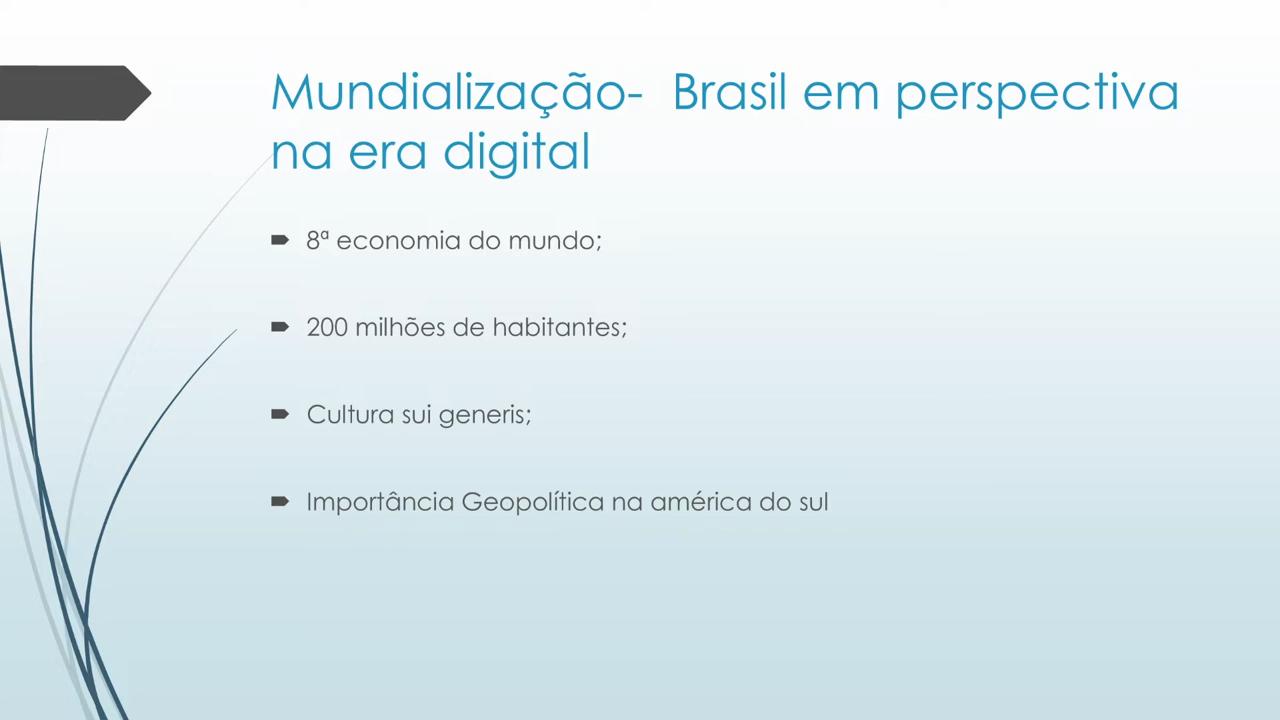 Mundialização-  Brasil em perspectiva
na era digital
8ª economia do mundo;
200 milhões de habitantes;
Cultura sui generis;
Importância Geopolítica na américa do sul